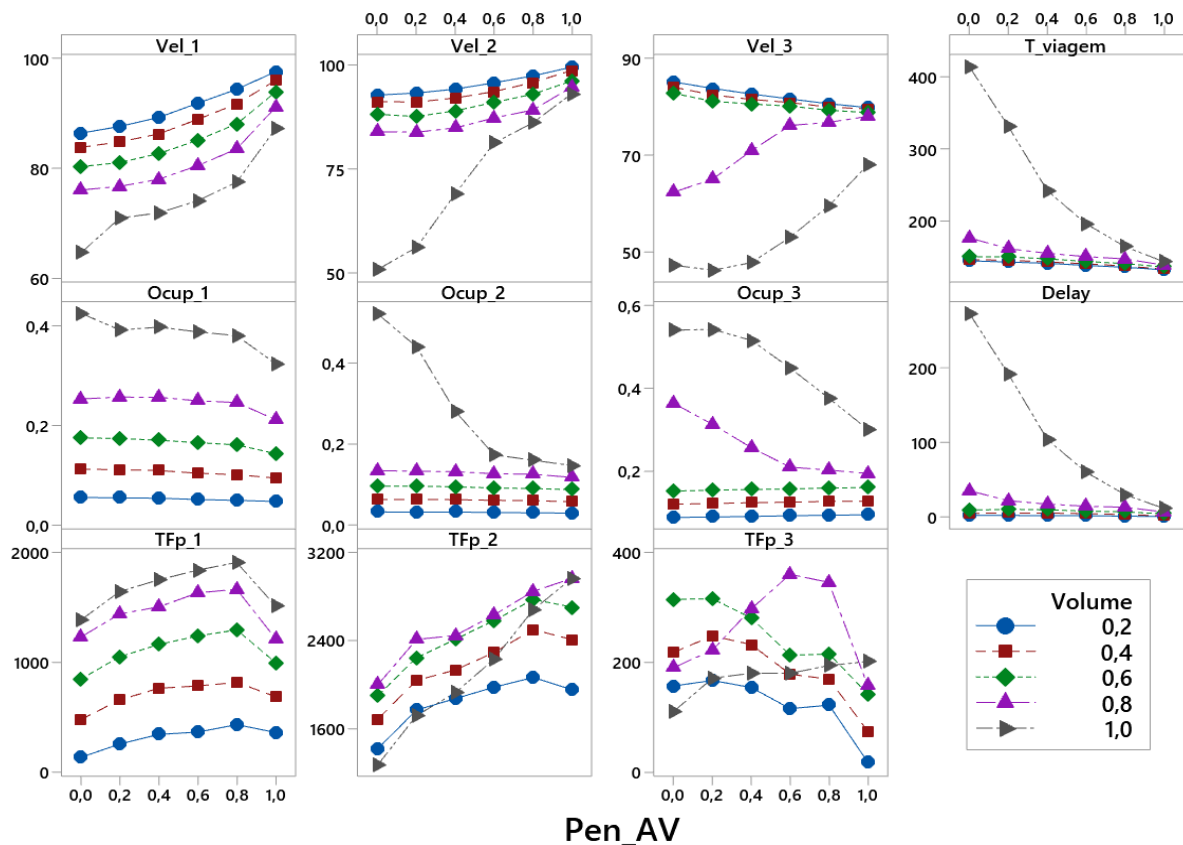 0,0 0,2 0,4 0,6 0,8 1,0 0,0 0,2 0,4 0,6 0,8 1,0
Vel_1 Vel_2 Vel_3 T_viagem
100 100 90 400
80 75 70 200
60 50 50
Ocup_1 Ocup_2 Ocup_3 Delay
0,4 0,4 0,6 200
0,2 0,2 0,4 100
0,0 0,0 0,2 0
TFp_1 TFp_2 TFp_3
2000 3200 400
1000 2400 200
0 1600 0
Volume
0,2
0,4
0,6
0,8
1,0
0,0 0,2 0,4 0,6 0,8 1,0 0,0 0,2 0,4 0,6 0,8 1,0
Pen_AV